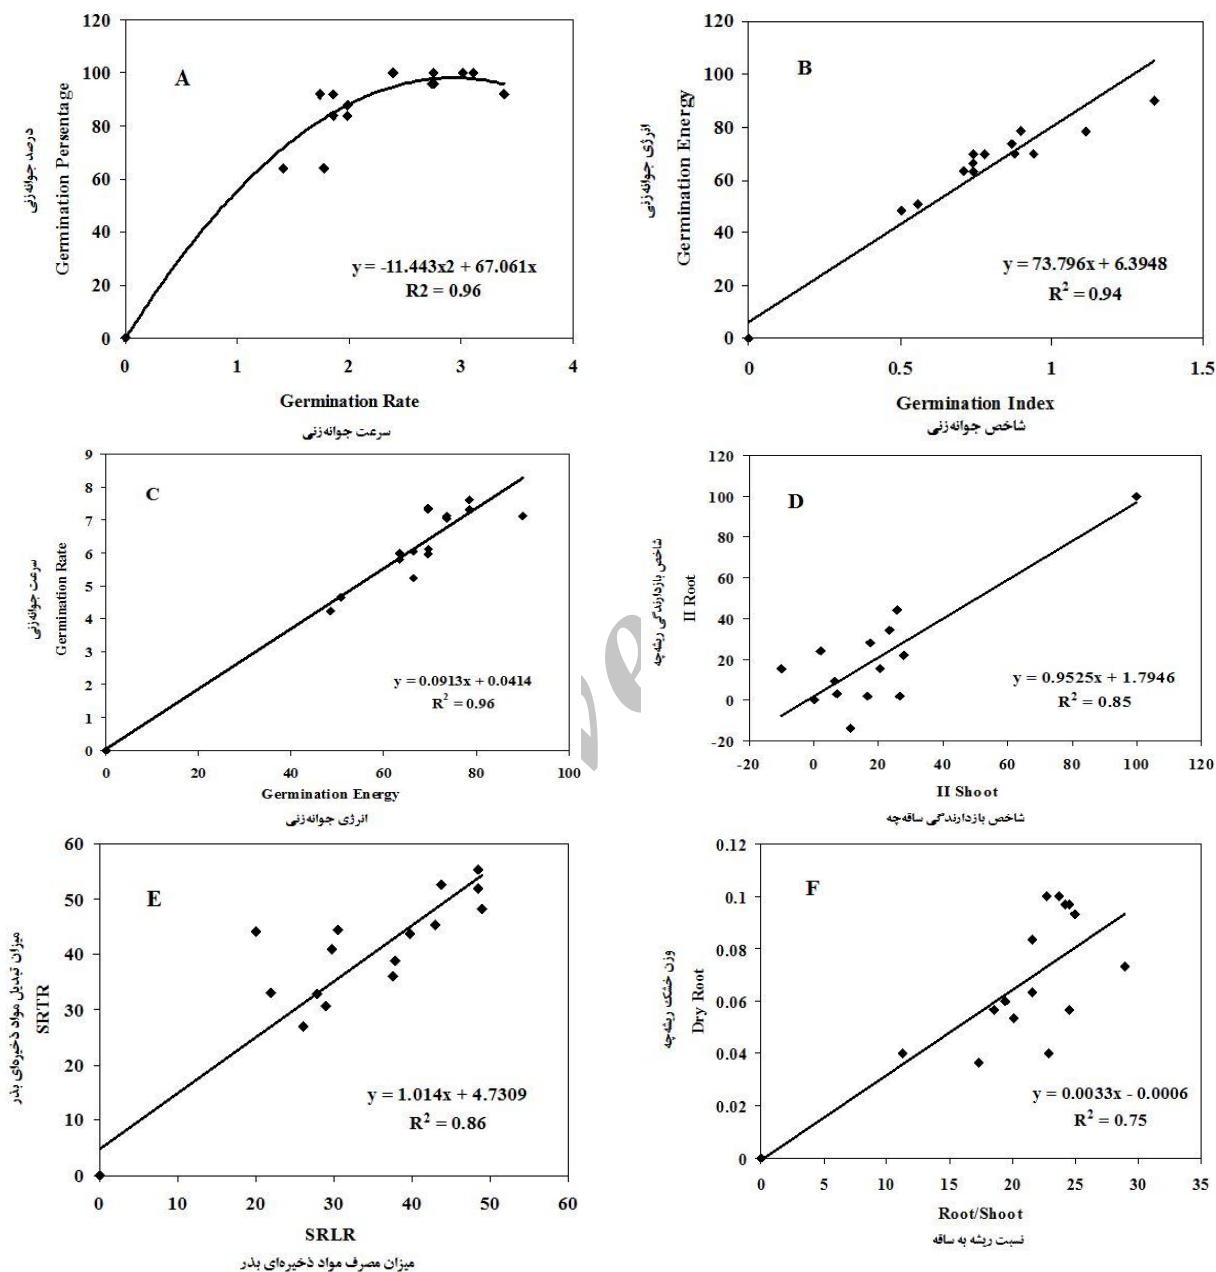 120
100
80
60
40
20
0
درصد جوانه‌زنی
Germination Persentage
A
y = -11.443x2 + 67.061x
R2 = 0.96
0 1 2 3 4
Germination Rate
سرعت جوانه‌زنی
120
100
80
60
40
20
0
انرژی جوانه‌زنی
Germination Energy
B
y = 73.796x + 6.3948
R² = 0.94
0 0.5 1 1.5
Germination Index
شاخص جوانه‌زنی
9
8
7
6
5
4
3
2
1
0
سرعت جوانه‌زنی
Germination Rate
C
y = 0.0913x + 0.0414
R² = 0.96
0 20 40 60 80 100
Germination Energy
انرژی جوانه‌زنی
120
100
80
60
40
20
0
-20
شاخص بازدارندگی ریشه‌چه
II Root
D
y = 0.9525x + 1.7946
R² = 0.85
-20 0 20 40 60 80 100 120
II Shoot
شاخص بازدارندگی ساقه‌چه
60
50
40
30
20
10
0
میزان تبدیل مواد ذخیره‌ای بذر
SRTR
E
y = 1.014x + 4.7309
R² = 0.86
0 10 20 30 40 50 60
SRLR
میزان مصرف مواد ذخیره‌ای بذر
0.12
0.1
0.08
0.06
0.04
0.02
0
وزن خشک ریشه‌چه
Dry Root
F
y = 0.0033x - 0.0006
R² = 0.75
0 5 10 15 20 25 30 35
Root/Shoot
نسبت ریشه به ساقه